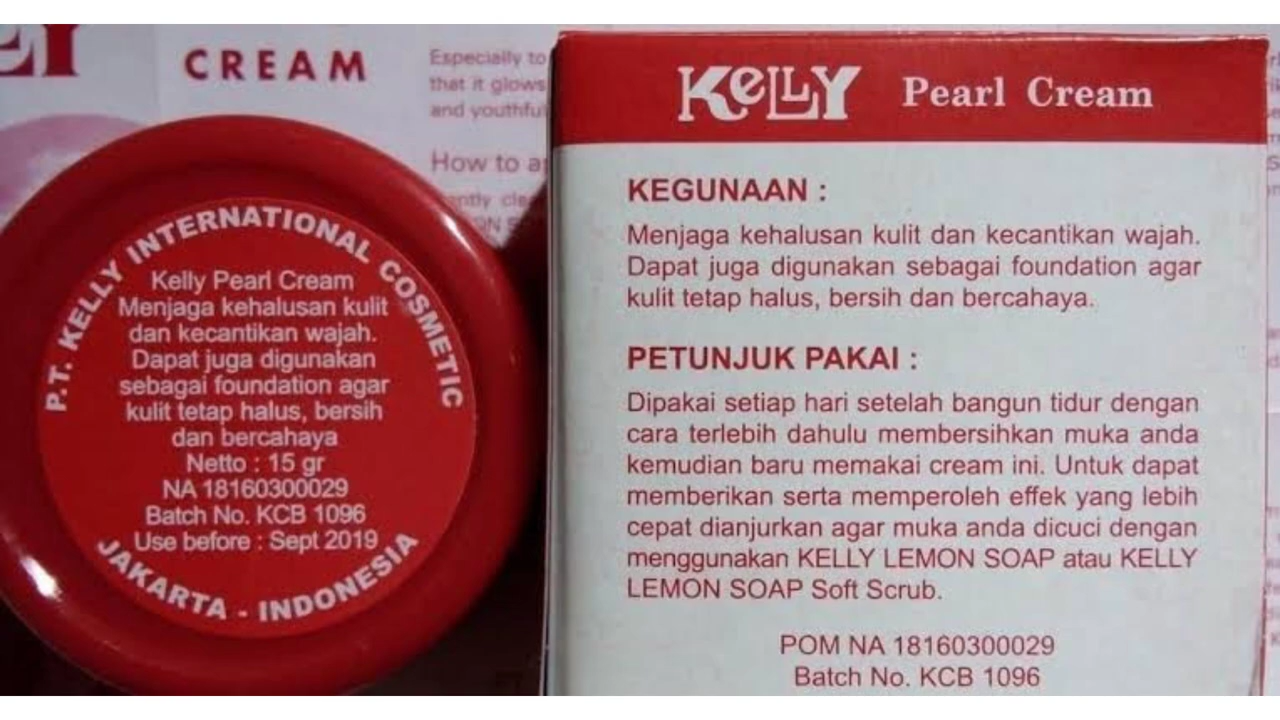 CREAM
Especially to
that it glows
and youthful
How to a
P.T. KELLY INTERNATIONAL COSMETIC
Kelly Pearl Cream
Menjaga kehalusan kulit
dan kecantikan wajah.
Dapat juga digunakan
sebagai foundation agar
kulit tetap halus, bersih
dan bercahaya
Netto : 15 gr
NA 18160300029
Batch No. KCB 1096
Use before : Sept 2019
JAKARTA - INDONESIA
KELLY Pearl Cream
KEGUNAAN :
Menjaga kehalusan kulit dan kecantikan wajah.
Dapat juga digunakan sebagai foundation agar
kulit tetap halus, bersih dan bercahaya.
PETUNJUK PAKAI :
Dipakai setiap hari setelah bangun tidur dengan
cara terlebih dahulu membersihkan muka anda
kemudian baru memakai cream ini. Untuk dapat
memberikan serta memperoleh effek yang lebih
cepat dianjurkan agar muka anda dicuci dengan
menggunakan KELLY LEMON SOAP atau KELLY
LEMON SOAP Soft Scrub.
POM NA 18160300029
Batch No. KCB 1096